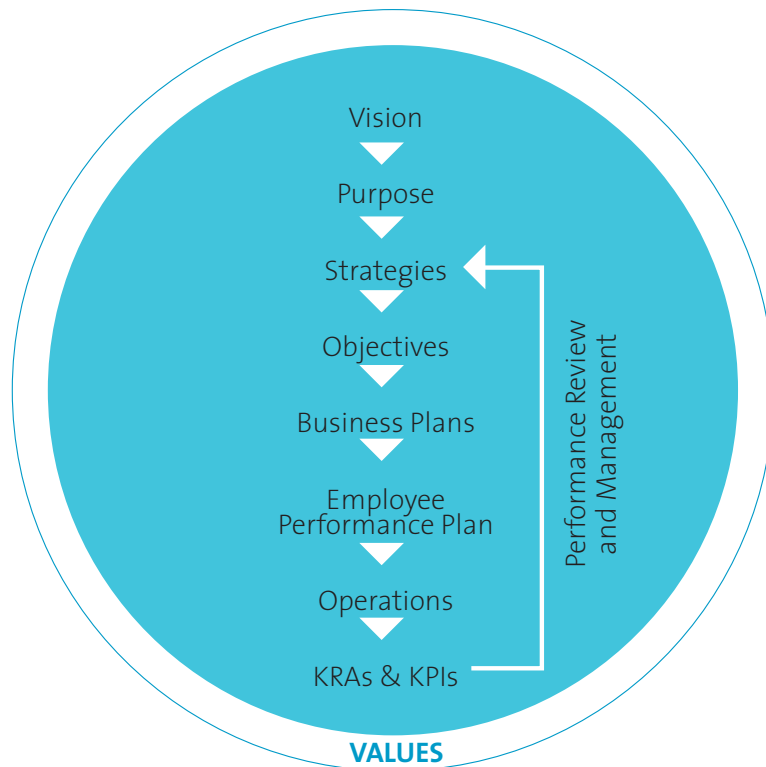 Vision
Purpose
Strategies
Objectives
Business Plans
Employee
Performance Plan
Operations
KRAs & KPIs
Performance Review
and Management
VALUES